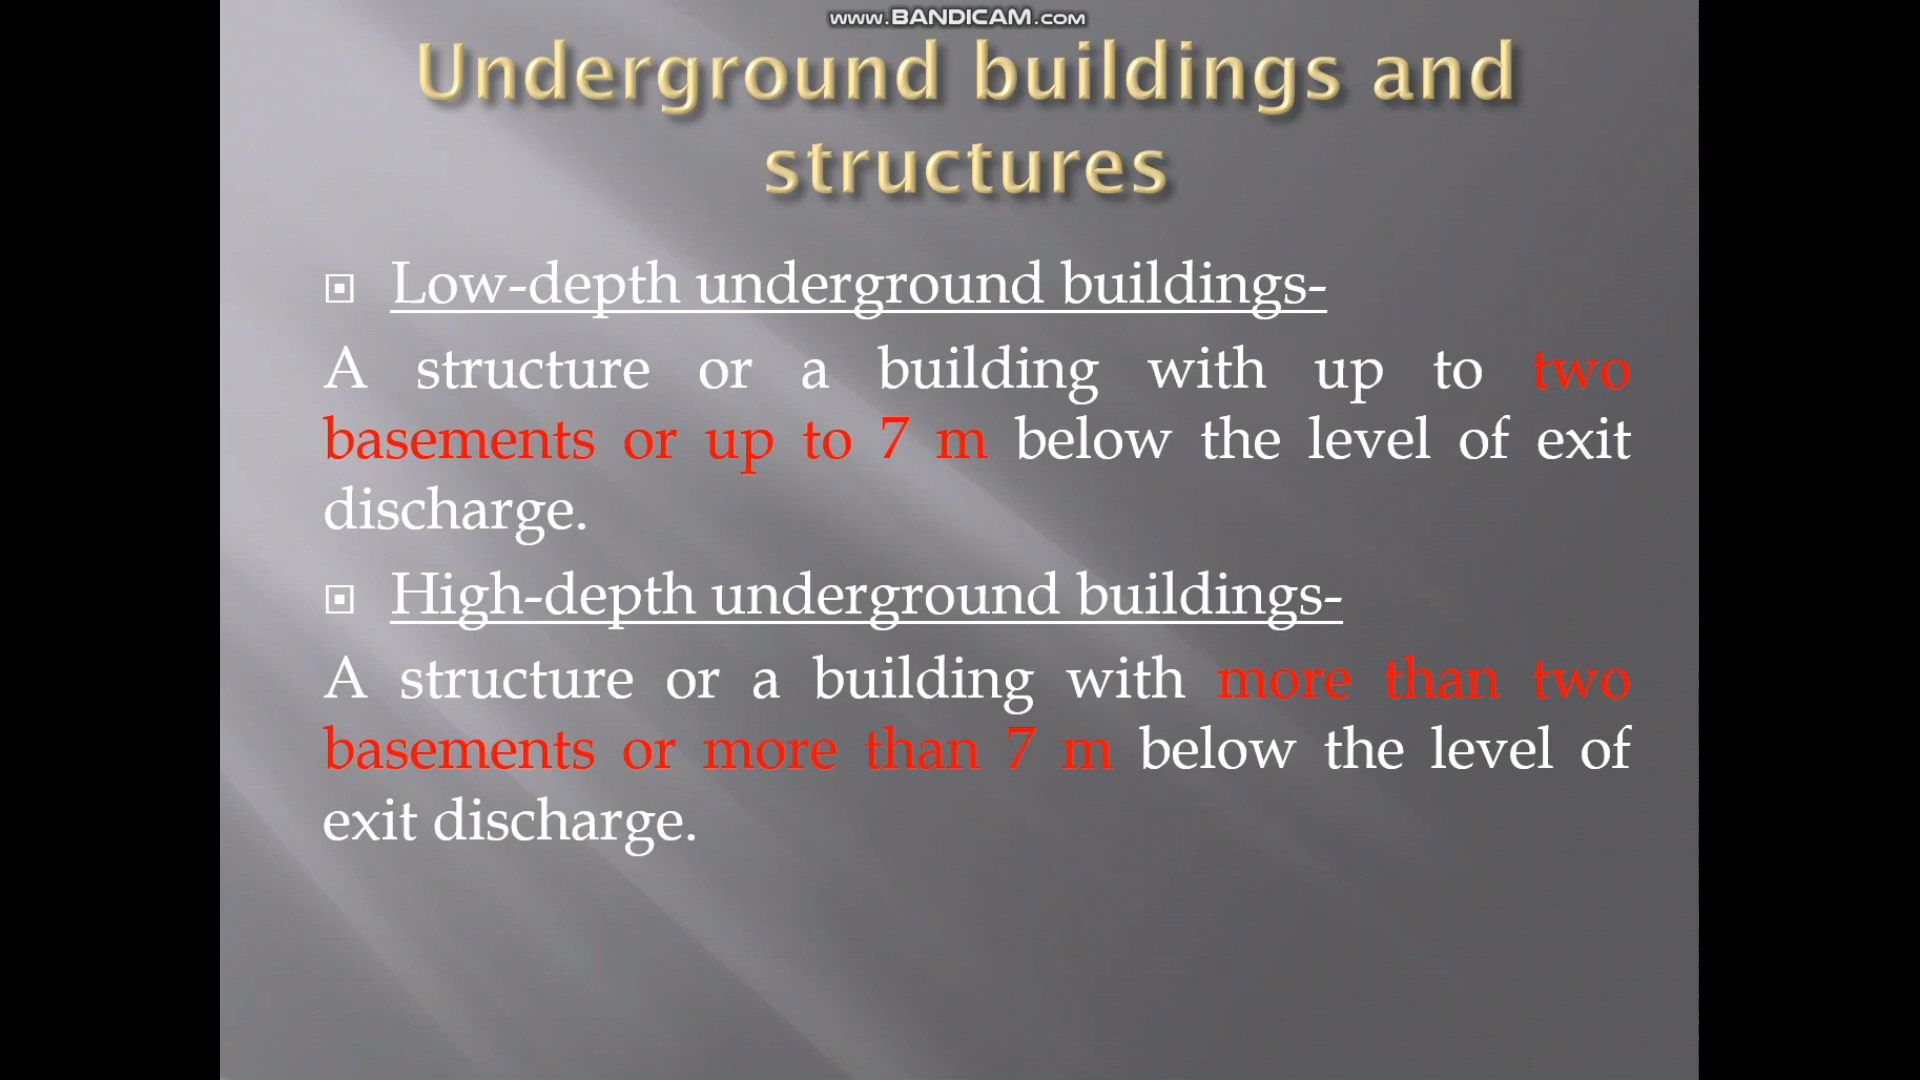 www.BANDICAM.com
Underground buildings and
structures
Low-depth underground buildings-
A structure or a building with up to two
basements or up to 7 m below the level of exit
discharge.
High-depth underground buildings-
A structure or a building with more than two
basements or more than 7 m below the level of
exit discharge.